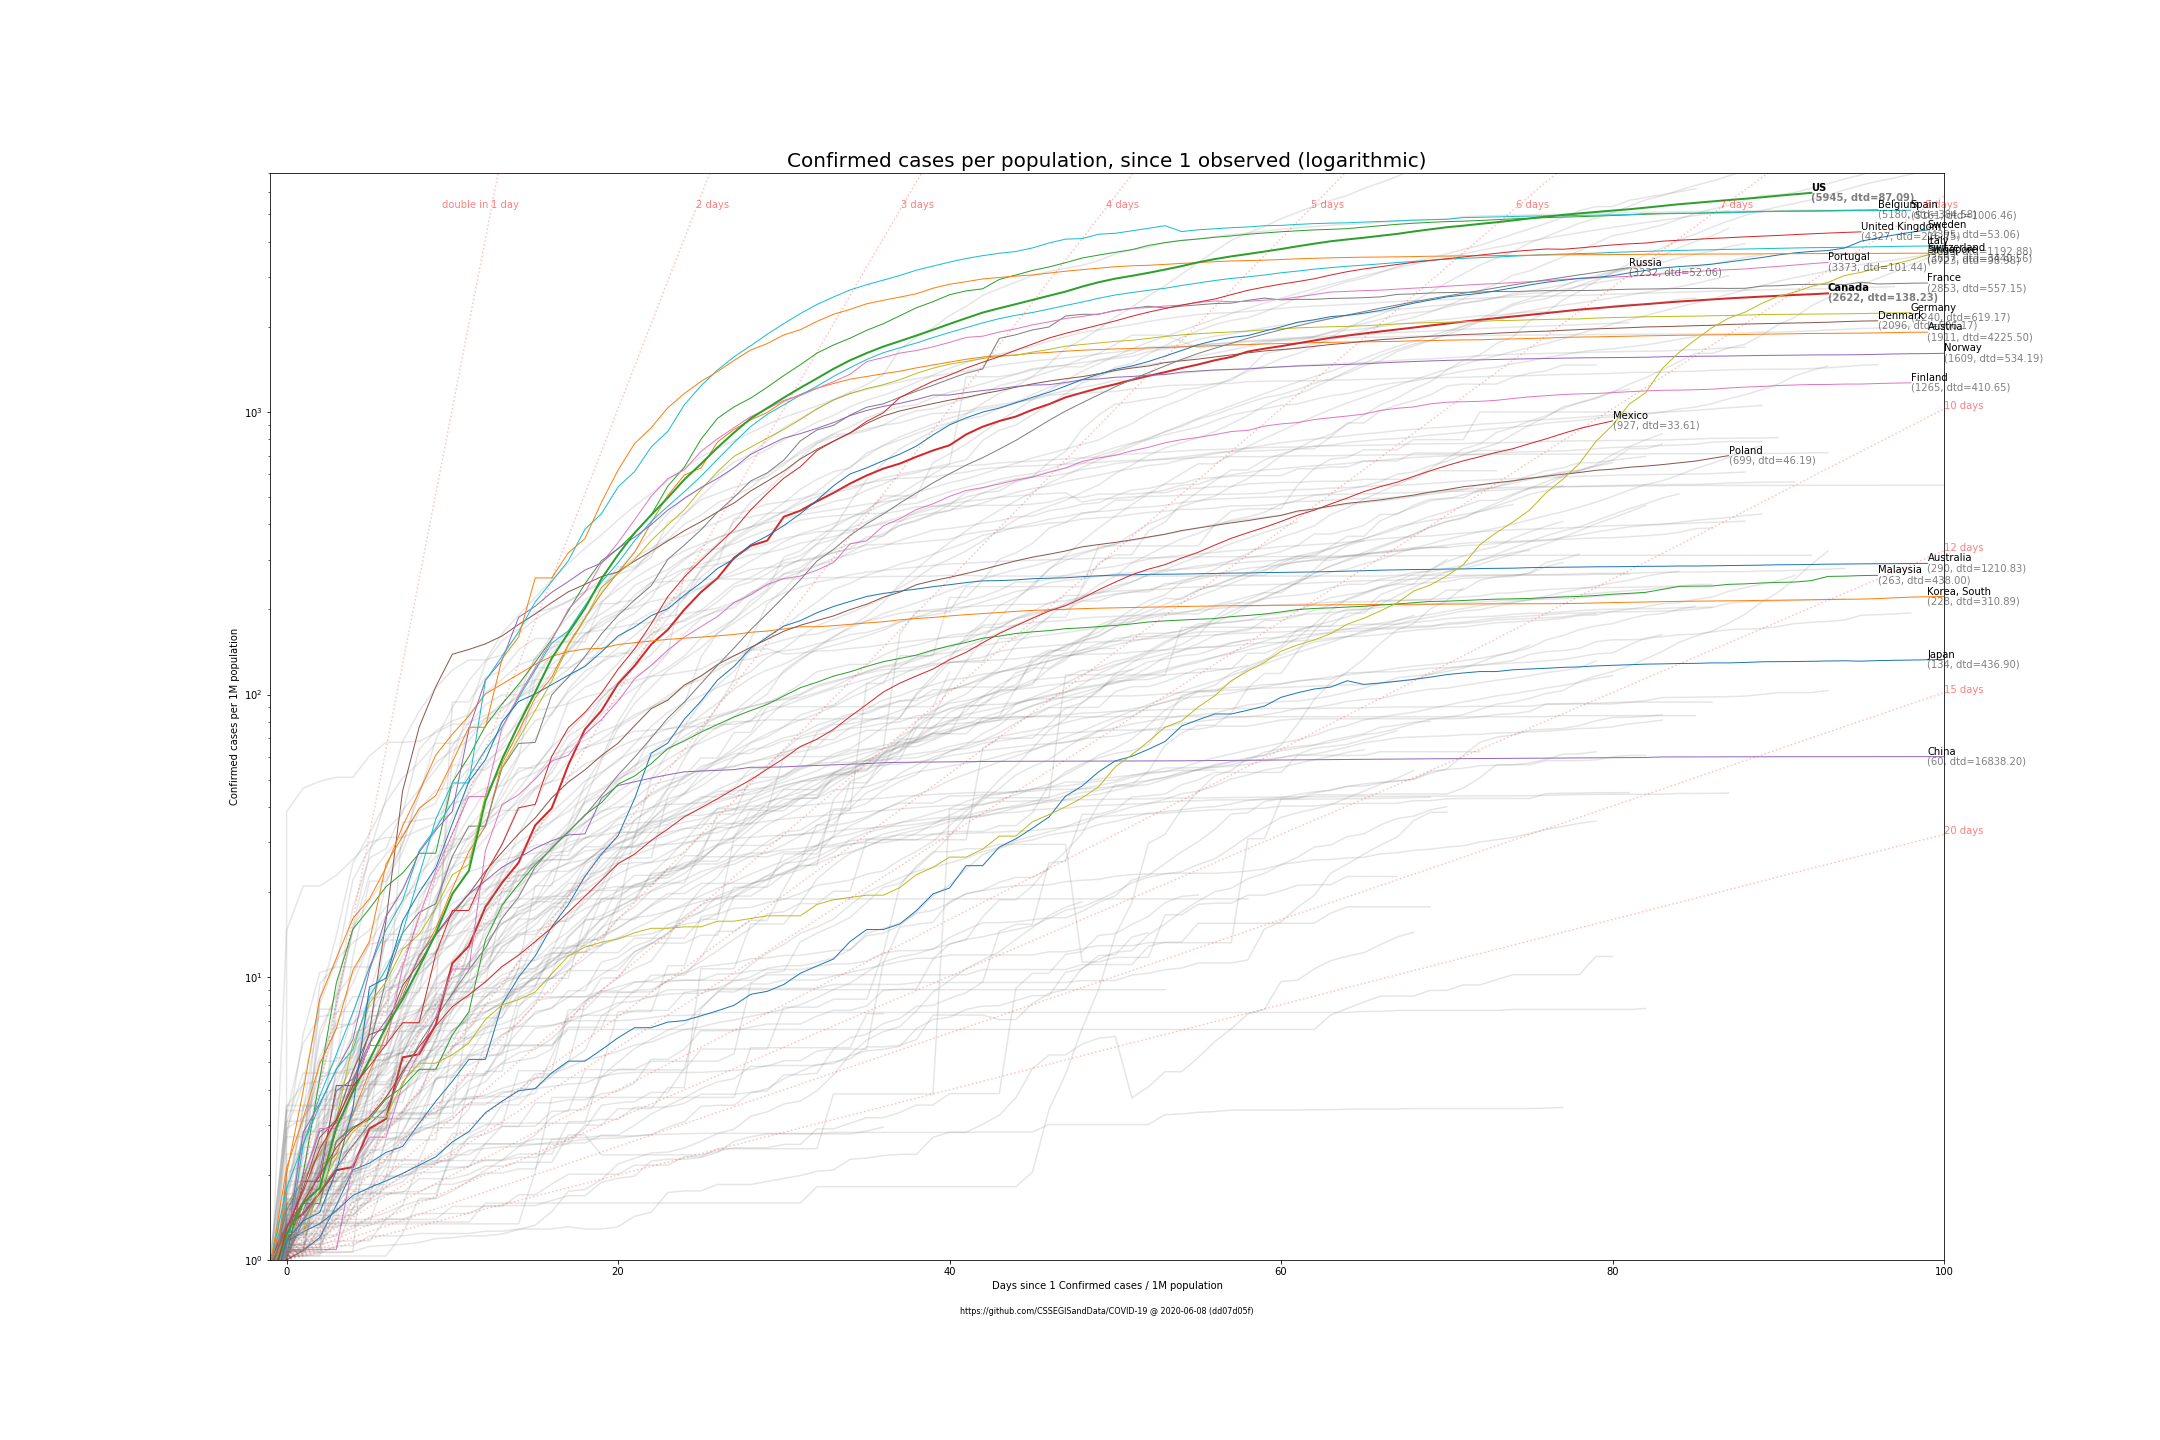 Confirmed cases per population, since 1 observed (logarithmic)
US
(5945, dtd=87.09)
double in 1 day
2 days
3 days
4 days
5 days
6 days
7 days
Belgium
Spain
Sweden
United Kingdom
Italy
Switzerland
Portugal
(3373, dtd=101.44)
Russia
(3232, dtd=52.06)
France
(2853, dtd=557.15)
Canada
(2622, dtd=138.23)
Germany
Denmark
Austria
(1911, dtd=4225.50)
Norway
(1609, dtd=534.19)
Finland
(1265, dtd=410.65)
10 days
Mexico
(927, dtd=33.61)
Poland
(699, dtd=46.19)
12 days
Australia
(290, dtd=1210.83)
Malaysia
(263, dtd=438.00)
Korea, South
(228, dtd=310.89)
Japan
(134, dtd=436.90)
15 days
China
(60, dtd=16838.20)
20 days
10³
10²
10¹
10⁰
Confirmed cases per 1M population
0
20
40
60
80
100
Days since 1 Confirmed cases / 1M population
https://github.com/CSSEGISandData/COVID-19 @ 2020-06-08 (dd07d05f)